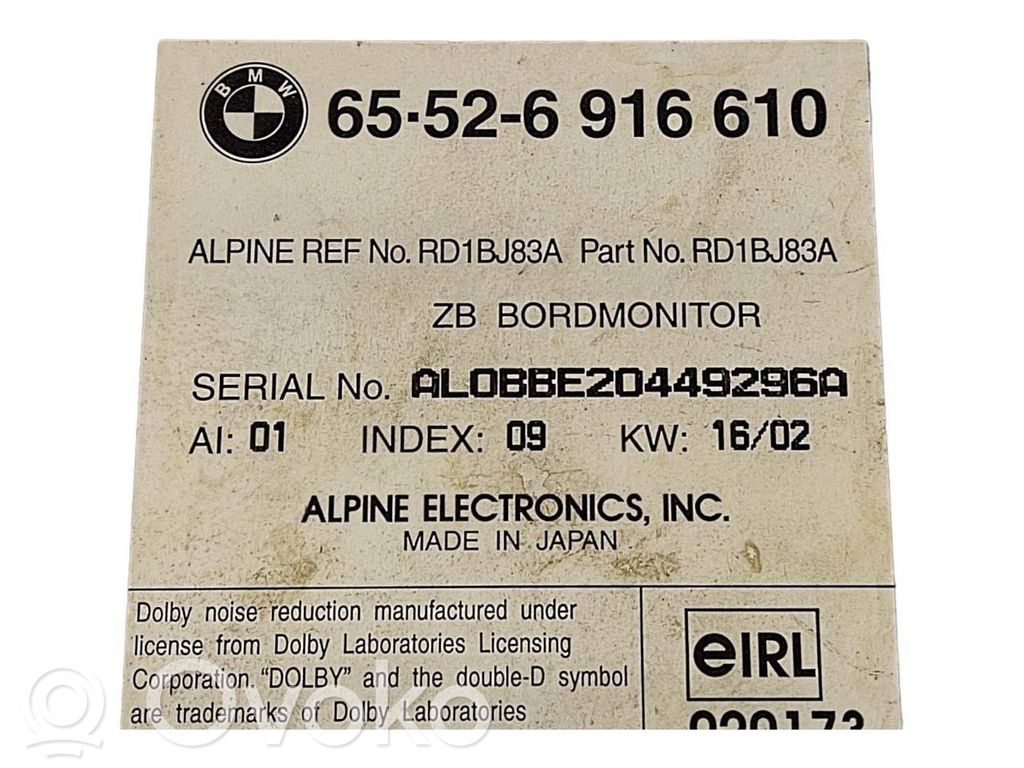 BMW
65·52-6 916 610
ALPINE REF No. RD1BJ83A Part No. RD1BJ83A
ZB BORDMONITOR
SERIAL No. AL0BBE20449296A
AI: 01 INDEX: 09 KW: 16/02
ALPINE ELECTRONICS, INC.
MADE IN JAPAN
Dolby noise reduction manufactured under
license from Dolby Laboratories Licensing
Corporation. "DOLBY" and the double-D symbol
are trademarks of Dolby Laboratories
eIRL
020173
Ovoko